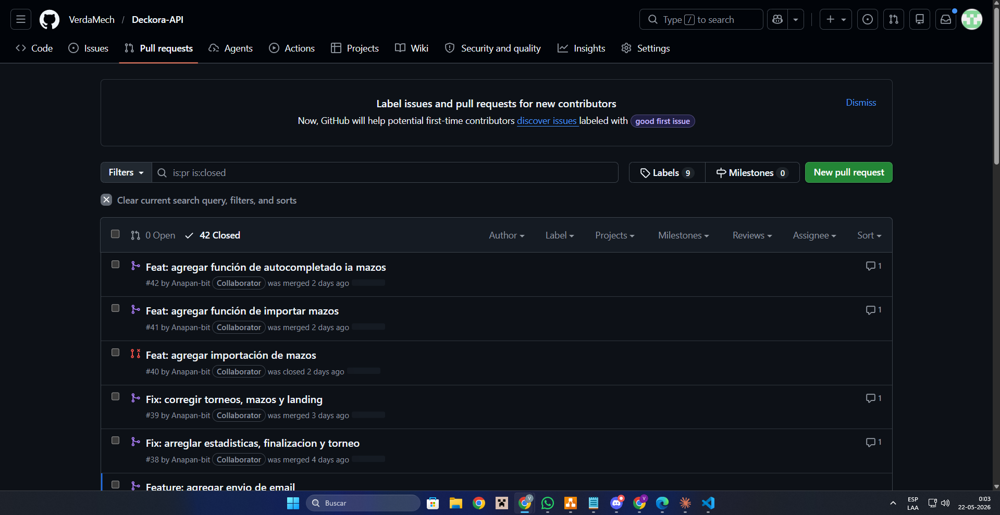 VerdaMech / Deckora-API
Type / to search
Code Issues Pull requests Agents Actions Projects Wiki Security and quality Insights Settings
Label issues and pull requests for new contributors
Dismiss
Now, GitHub will help potential first-time contributors discover issues labeled with good first issue
Filters is:pr is:closed Labels 9 Milestones 0 New pull request
Clear current search query, filters, and sorts
0 Open 42 Closed Author Label Projects Milestones Reviews Assignee Sort
Feat: agregar función de autocompletado ia mazos 1
#42 by Anapan-bit Collaborator was merged 2 days ago
Feat: agregar función de importar mazos 1
#41 by Anapan-bit Collaborator was merged 2 days ago
Feat: agregar importación de mazos
#40 by Anapan-bit Collaborator was closed 2 days ago
Fix: corregir torneos, mazos y landing 1
#39 by Anapan-bit Collaborator was merged 3 days ago
Fix: arreglar estadisticas, finalizacion y torneo 1
#38 by Anapan-bit Collaborator was merged 4 days ago
Feature: agregar envio de email
Buscar
V
V
ESP
LAA
0:03
22-05-2026